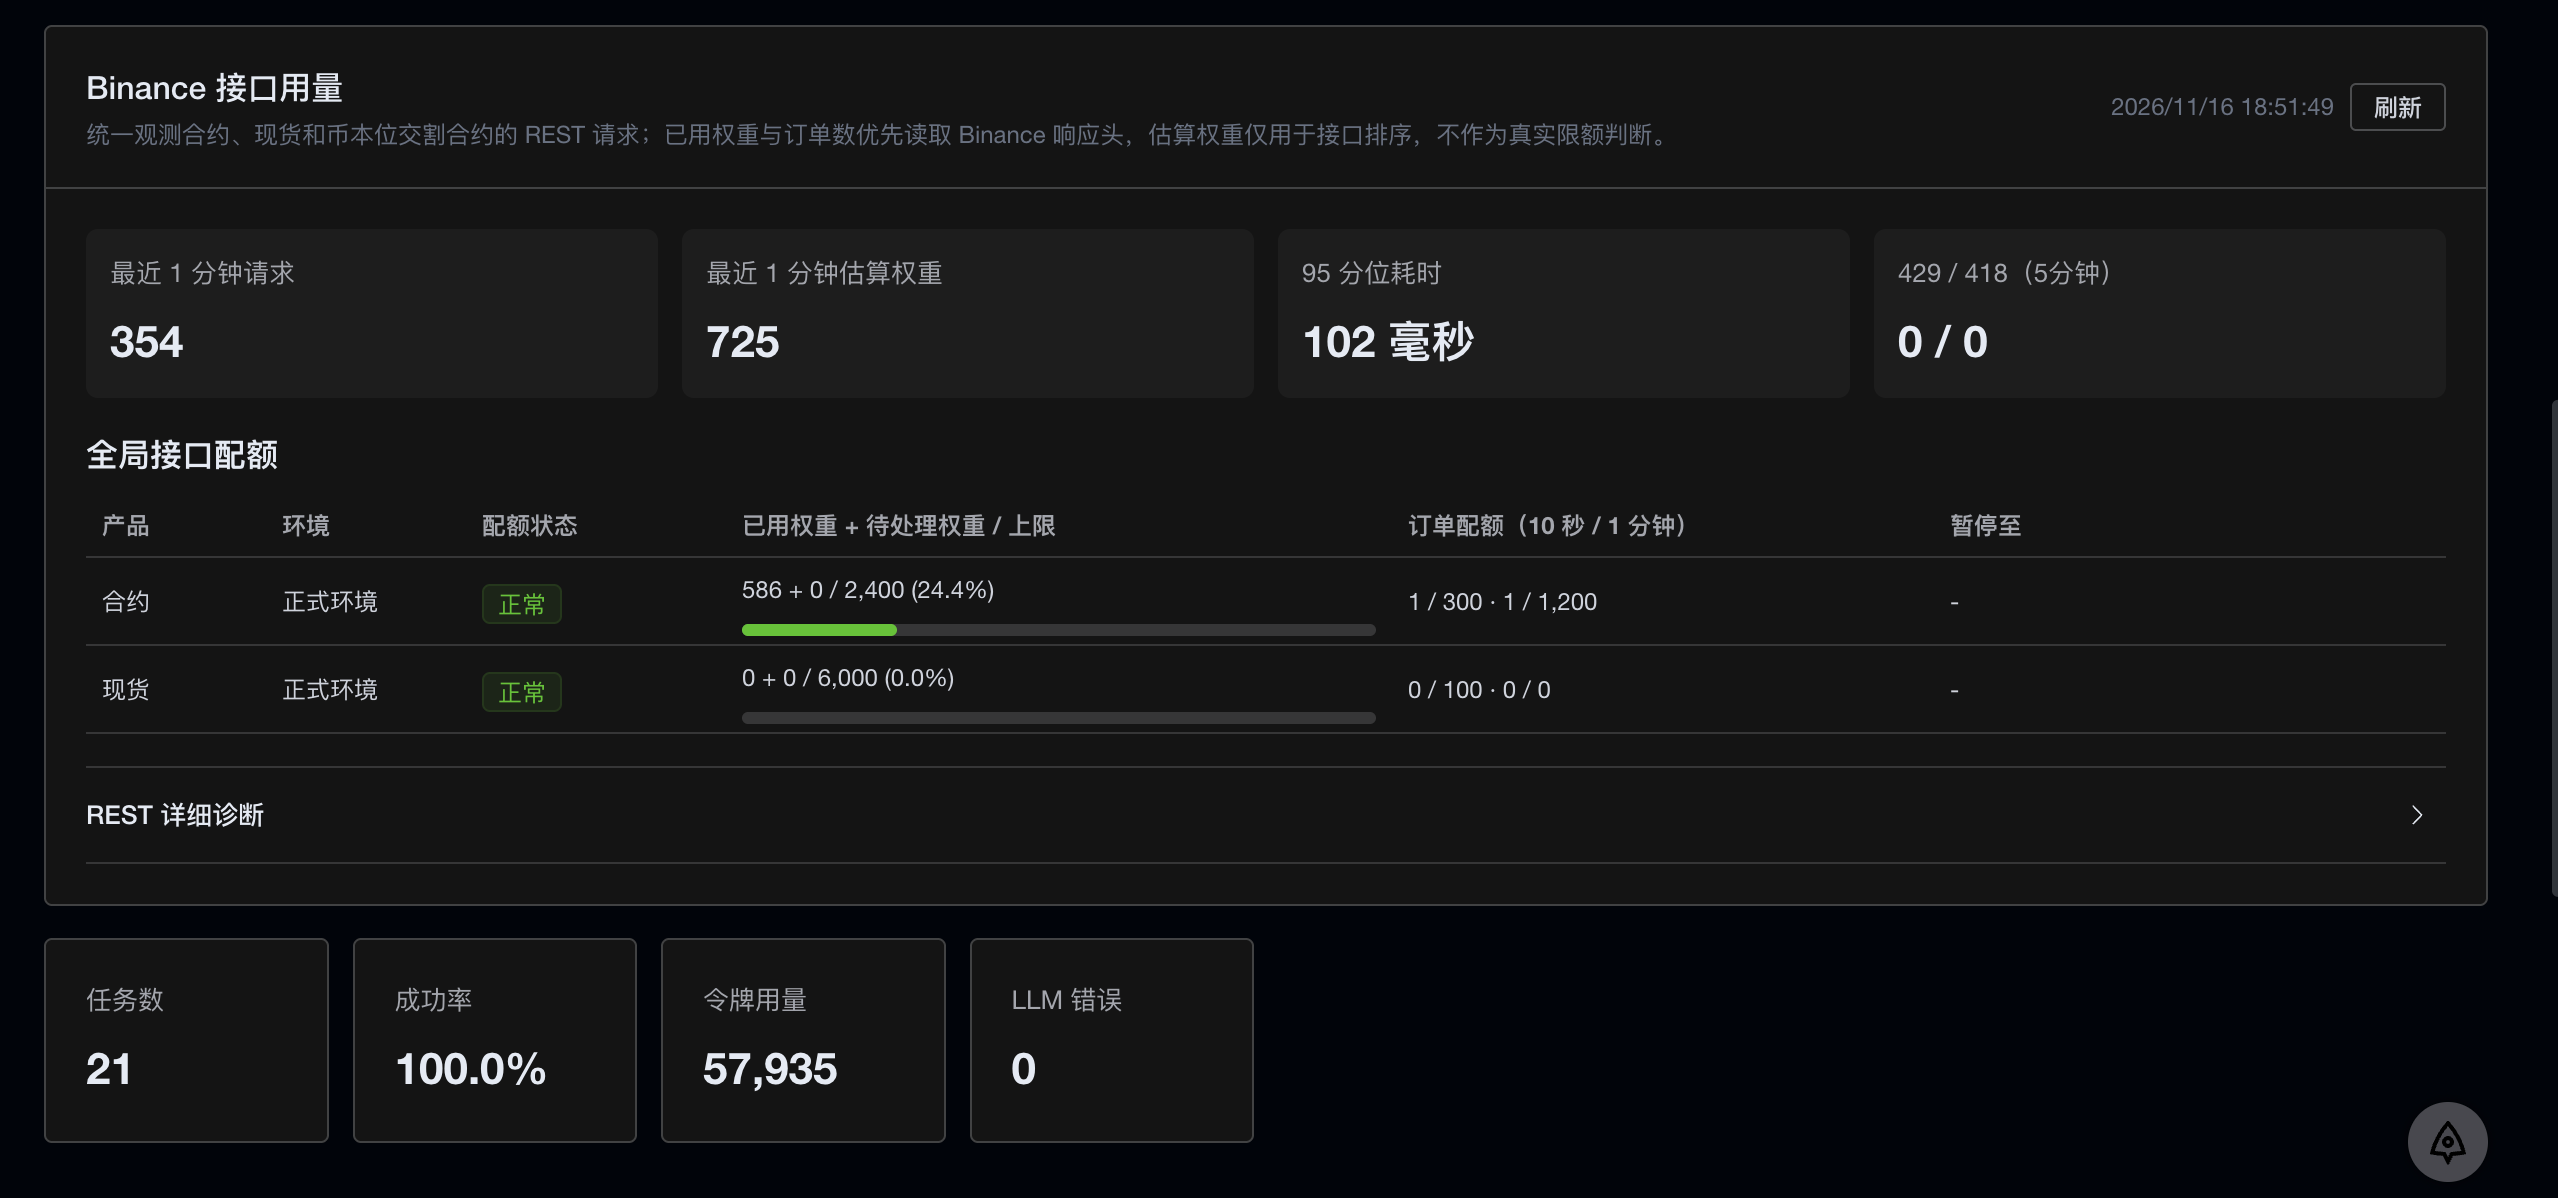 Binance 接口用量
统一观测合约、现货和币本位交割合约的 REST 请求；已用权重与订单数优先读取 Binance 响应头，估算权重仅用于接口排序，不作为真实限额判断。
2026/11/16 18:51:49
刷新
最近 1 分钟请求
354
最近 1 分钟估算权重
725
95 分位耗时
102 毫秒
429 / 418（5分钟）
0 / 0
全局接口配额
产品 环境 配额状态 已用权重 + 待处理权重 / 上限 订单配额（10 秒 / 1 分钟） 暂停至
合约 正式环境 正常 586 + 0 / 2,400 (24.4%) 1 / 300 · 1 / 1,200 -
现货 正式环境 正常 0 + 0 / 6,000 (0.0%) 0 / 100 · 0 / 0 -
REST 详细诊断
任务数
21
成功率
100.0%
令牌用量
57,935
LLM 错误
0